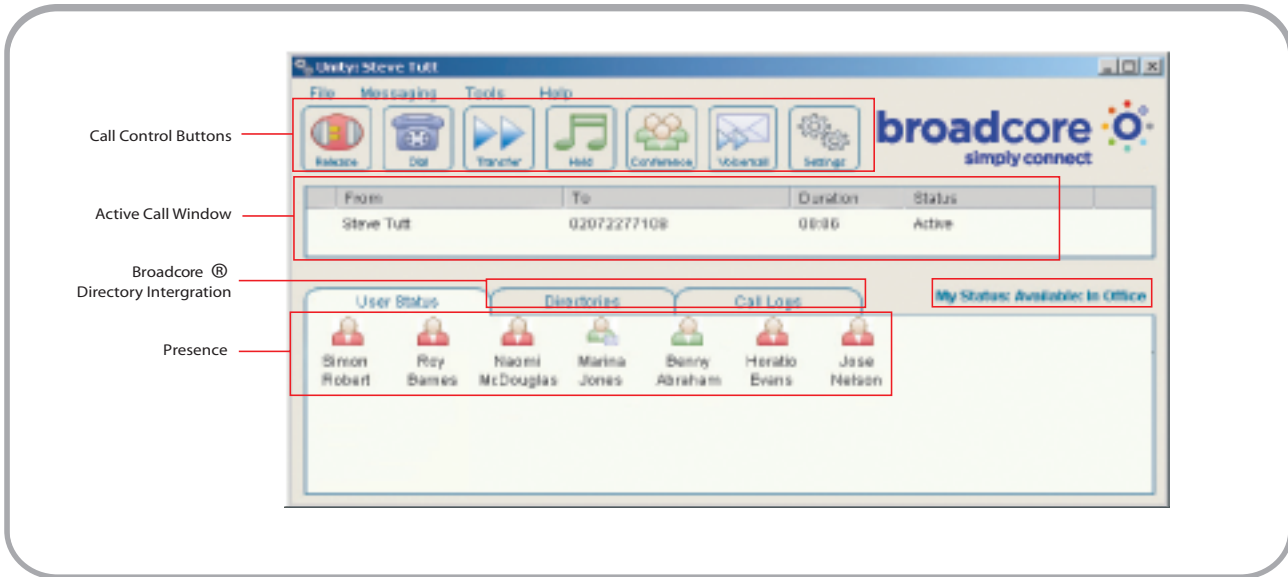 Unity: Steve Tutt
File Messaging Tools Help
Call Control Buttons
Release Dial Transfer Hold Conference Voicemail Settings
broadcore
simply connect
Active Call Window
From To Duration Status
Steve Tutt 02072277108 00:06 Active
Broadcore ®
Directory Intergration
User Status Directories Call Logs
My Status: Available: In Office
Presence
Simon Robert
Roy Barnes
Naomi McDouglas
Marina Jones
Benny Abraham
Horatio Evans
Jose Nelson